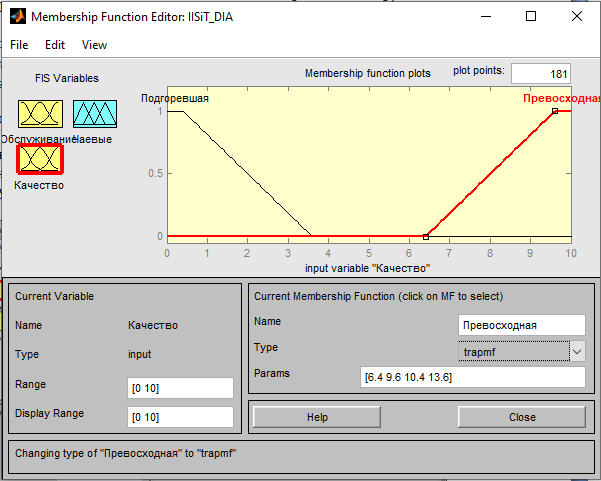 Membership Function Editor: IISiT_DIA
File Edit View
FIS Variables
Обслуживание
Чаевые
Качество
Membership function plots
plot points:
181
Подгоревшая
Превосходная
1
0.5
0
0 1 2 3 4 5 6 7 8 9 10
input variable "Качество"
Current Variable
Name Качество
Type input
Range [0 10]
Display Range [0 10]
Current Membership Function (click on MF to select)
Name Превосходная
Type trapmf
Params [6.4 9.6 10.4 13.6]
Help Close
Changing type of "Превосходная" to "trapmf"